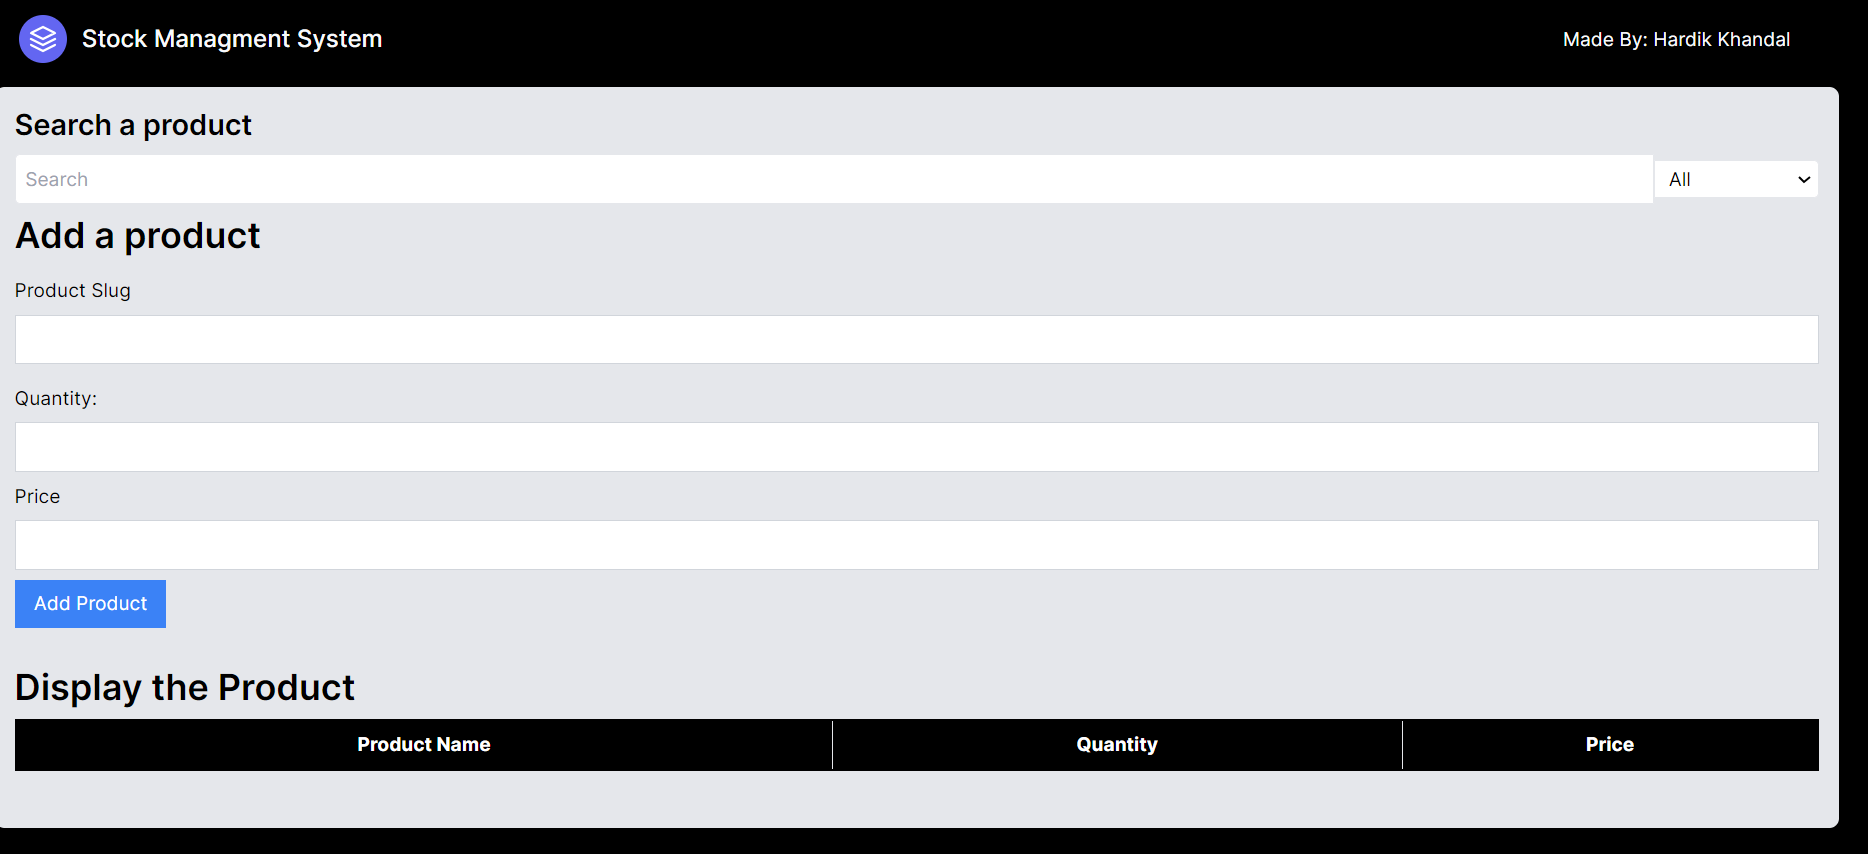 Stock Managment System
Made By: Hardik Khandal
Search a product
Search
All
Add a product
Product Slug
Quantity:
Price
Add Product
Display the Product
Product Name Quantity Price